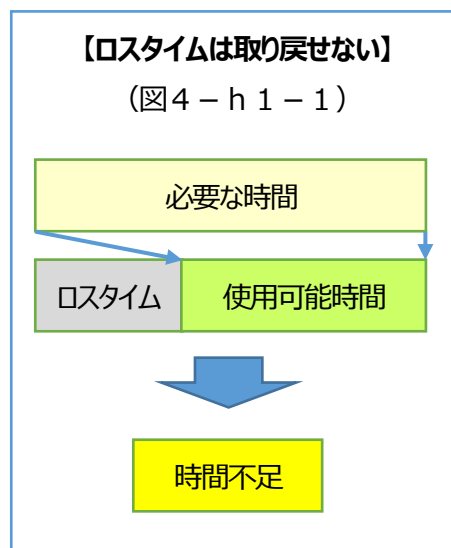 【ロスタイムは取り戻せない】
（図４－ｈ１－１）
必要な時間
ロスタイム
使用可能時間
時間不足